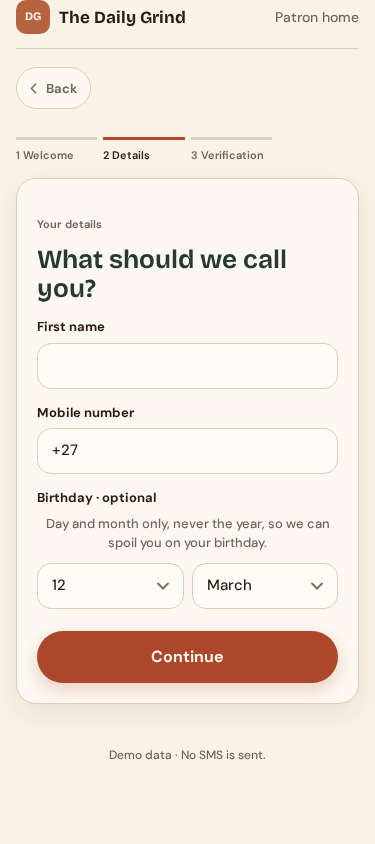 DG
The Daily Grind
Patron home
Back
1 Welcome
2 Details
3 Verification
Your details
What should we call
you?
First name
Mobile number
+27
Birthday · optional
Day and month only, never the year, so we can
spoil you on your birthday.
12
March
Continue
Demo data · No SMS is sent.